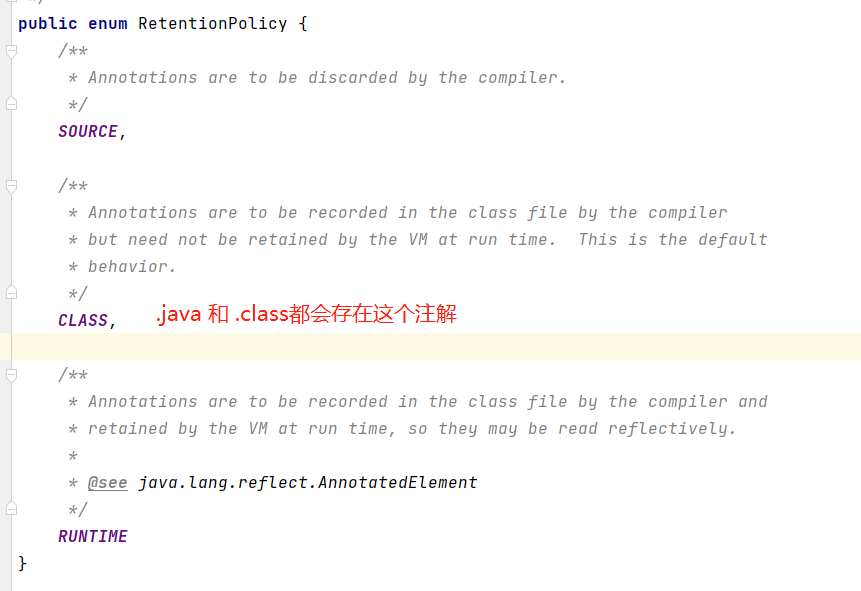 */
public enum RetentionPolicy {
/**
* Annotations are to be discarded by the compiler.
*/
SOURCE,
/**
* Annotations are to be recorded in the class file by the compiler
* but need not be retained by the VM at run time.  This is the default
* behavior.
*/
CLASS, .java 和 .class都会存在这个注解
/**
* Annotations are to be recorded in the class file by the compiler and
* retained by the VM at run time, so they may be read reflectively.
*
* @see java.lang.reflect.AnnotatedElement
*/
RUNTIME
}